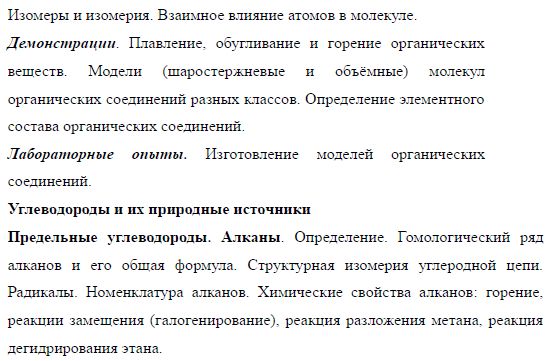 Изомеры и изомерия. Взаимное влияние атомов в молекуле.
Демонстрации. Плавление, обугливание и горение органических
веществ. Модели (шаростержневые и объёмные) молекул
органических соединений разных классов. Определение элементного
состава органических соединений.
Лабораторные опыты. Изготовление моделей органических
соединений.
Углеводороды и их природные источники
Предельные углеводороды. Алканы. Определение. Гомологический ряд
алканов и его общая формула. Структурная изомерия углеродной цепи.
Радикалы. Номенклатура алканов. Химические свойства алканов: горение,
реакции замещения (галогенирование), реакция разложения метана, реакция
дегидрирования этана.